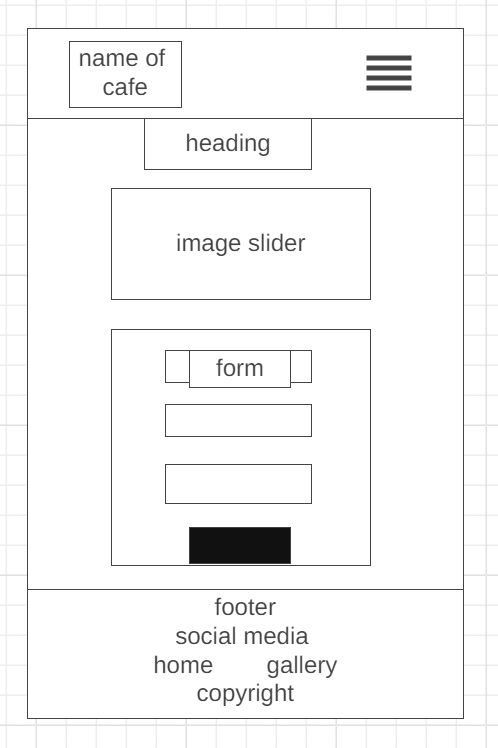 name of
cafe
heading
image slider
form
footer
social media
home gallery
copyright